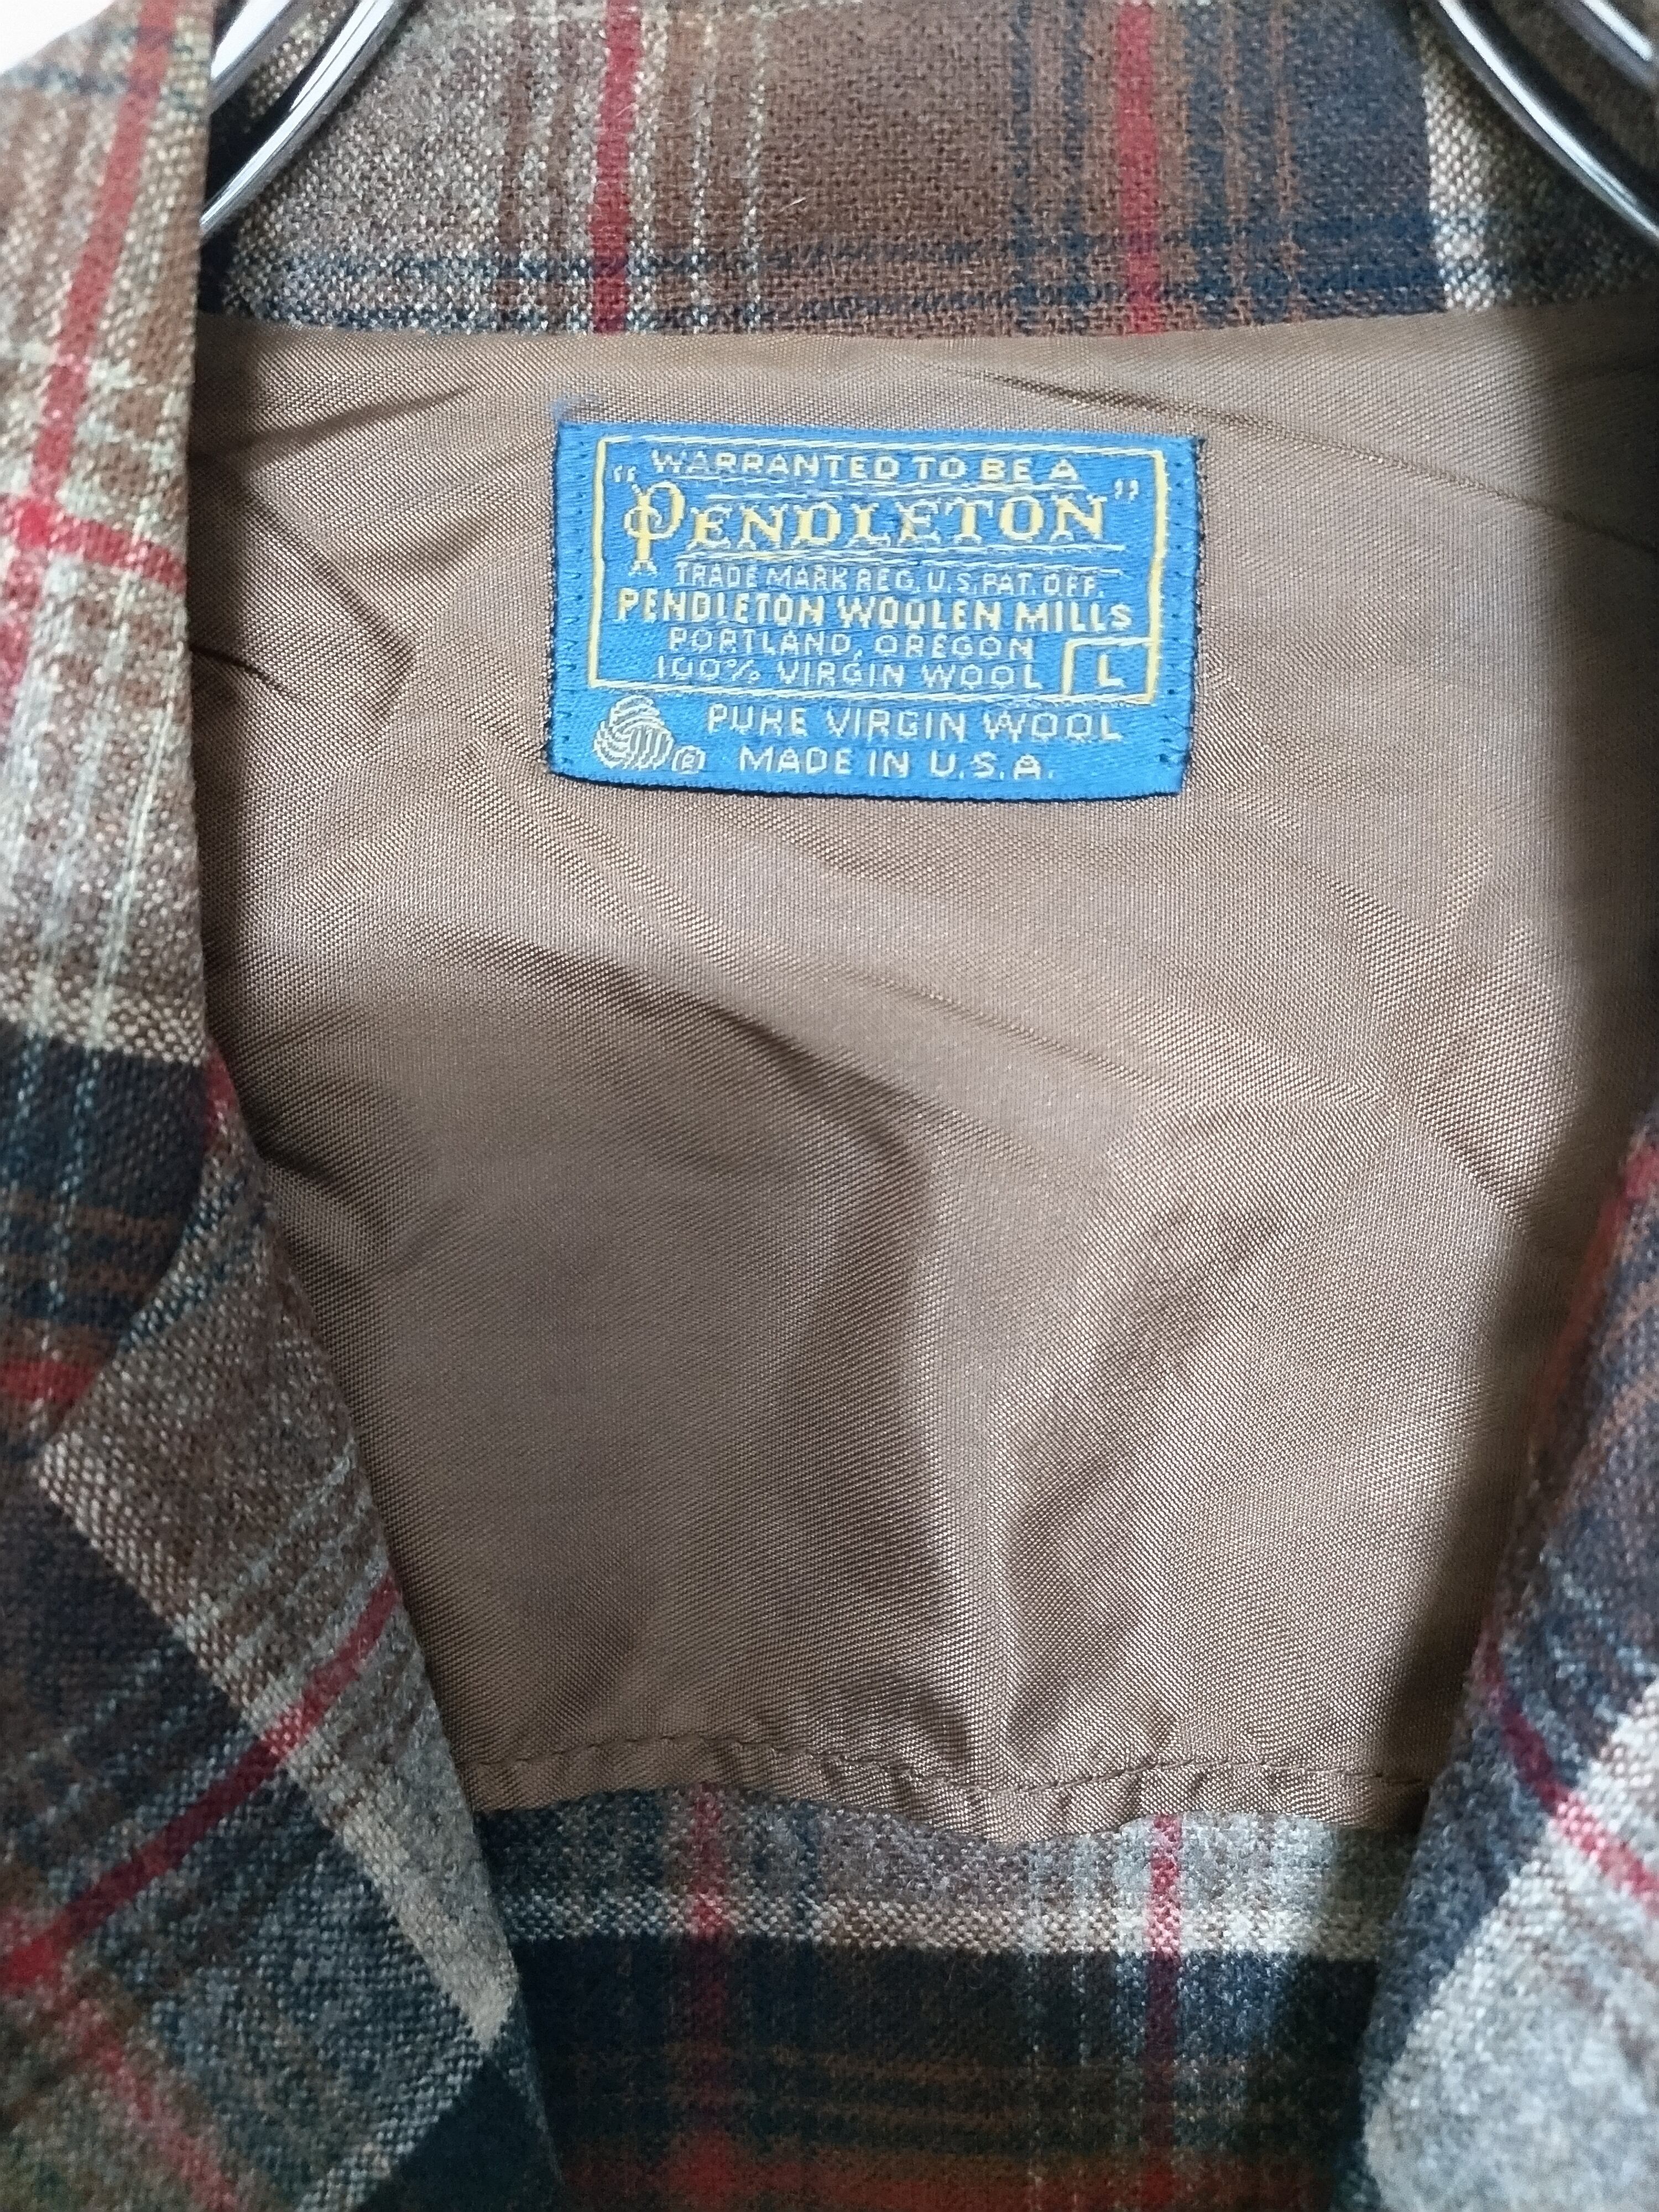 WARRANTED TO BE A
"PENDLETON"
TRADE MARK REG. U.S. PAT. OFF.
PENDLETON WOOLEN MILLS
PORTLAND, OREGON
100% VIRGIN WOOL
L
PURE VIRGIN WOOL
® MADE IN U.S.A.